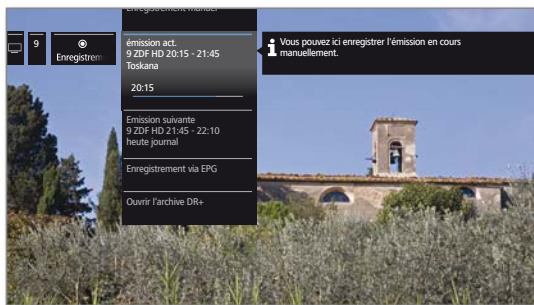 Enregistrement manuel
9
Enregistrem
émission act.
9 ZDF HD 20:15 - 21:45
Toskana
20:15
Vous pouvez ici enregistrer l'émission en cours
manuellement.
Emission suivante
9 ZDF HD 21:45 - 22:10
heute journal
Enregistrement via EPG
Ouvrir l'archive DR+